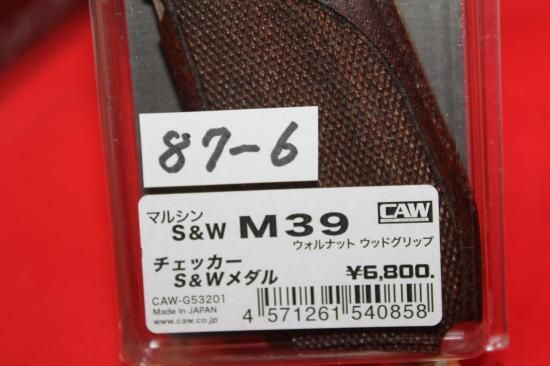 87-6
マルシン
S&W M39
CAW
ウォルナット ウッドグリップ
チェッカー
S&Wメダル
¥6,800.
CAW-G53201
Made in JAPAN
www.caw.co.jp
4 571261 540858